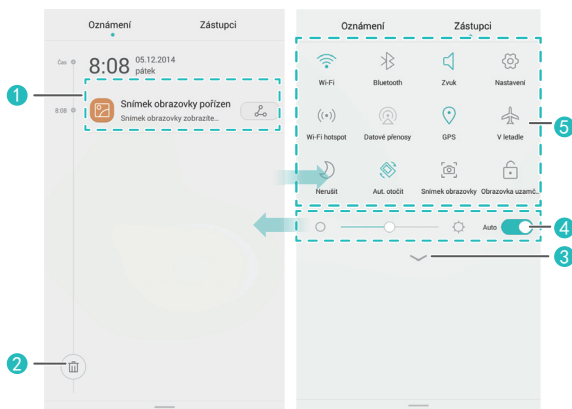 Oznámení Zástupci
Čas 8:08 05.12.2014
pátek
1
8:08 Snímek obrazovky pořízen
Snímek obrazovky zobrazíte..
2
Oznámení Zástupci
Wi-Fi Bluetooth Zvuk Nastavení
Wi-Fi hotspot Datové přenosy GPS V letadle
5
Nerušit Aut. otočit Snímek obrazovky Obrazovka uzamč..
Auto 4
3